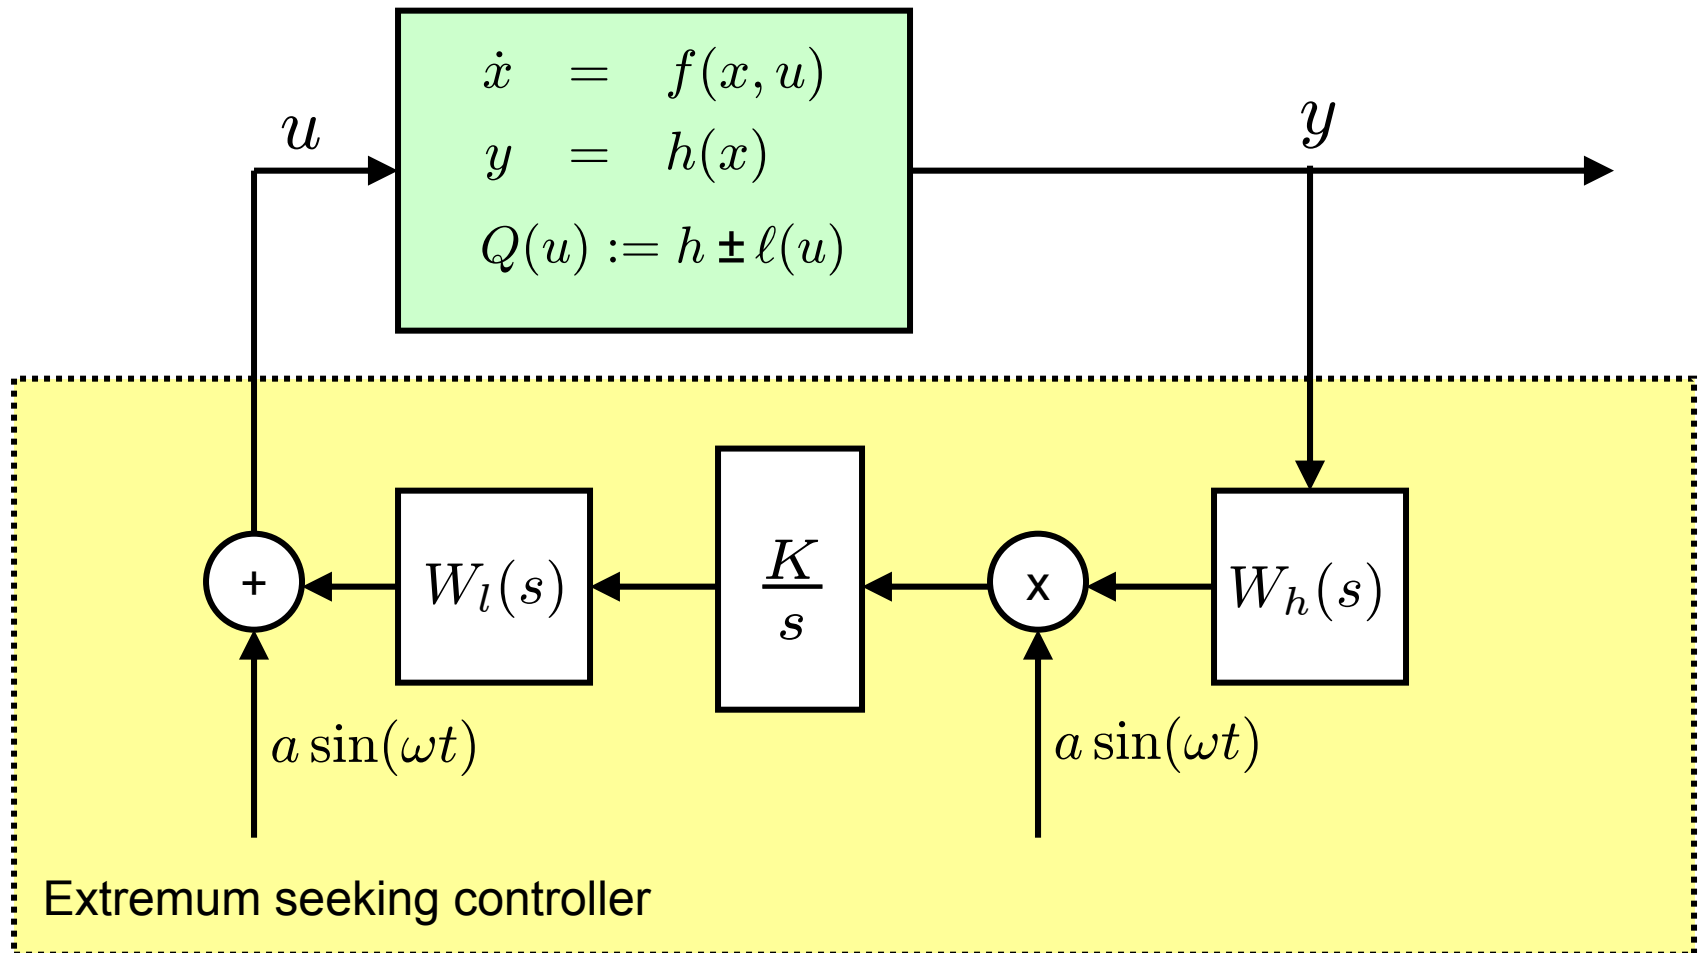 ẋ = f(x, u)
u
y
y = h(x)
Q(u) := h ± ℓ(u)
+
W_l(s)
K/s
x
W_h(s)
a sin(ωt)
a sin(ωt)
Extremum seeking controller